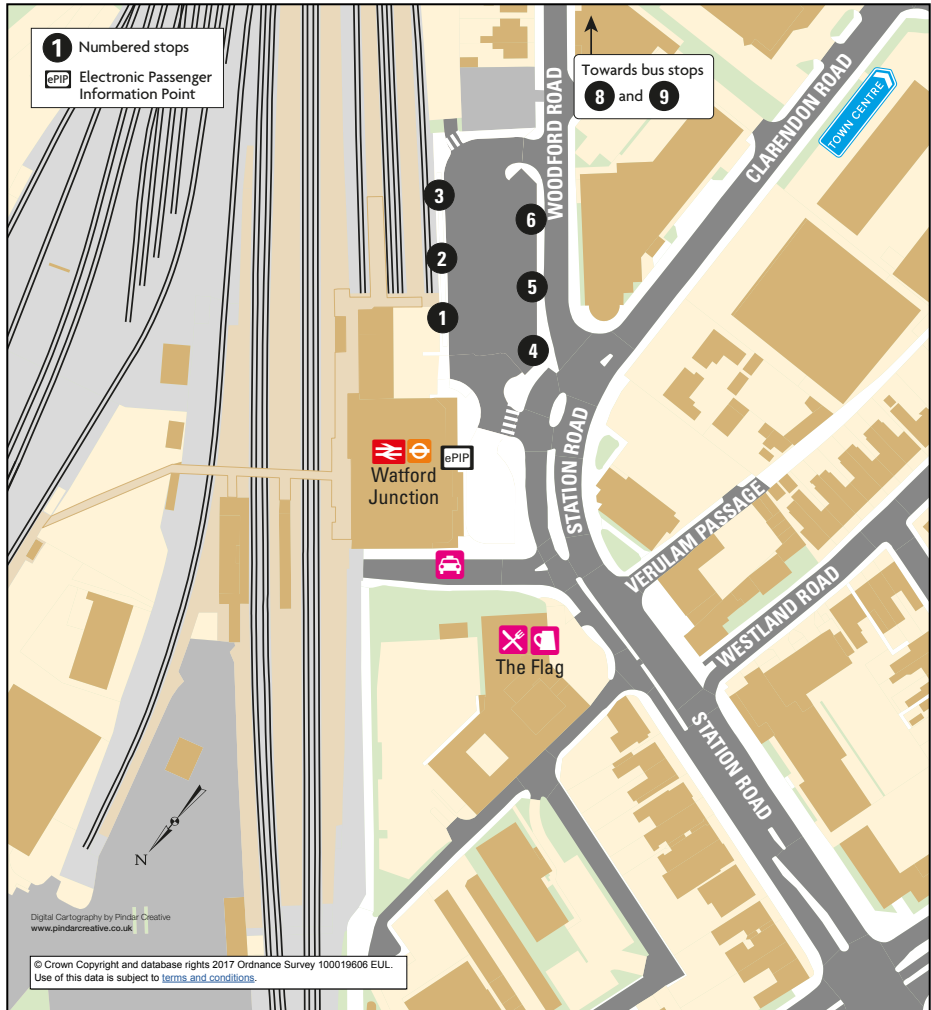 1 Numbered stops
ePIP Electronic Passenger
Information Point
Towards bus stops
8 and 9
WOODFORD ROAD
CLARENDON ROAD
TOWN CENTRE
3
6
2
5
1
4
ePIP
Watford
Junction
STATION ROAD
VERULAM PASSAGE
WESTLAND ROAD
The Flag
STATION ROAD
N
Digital Cartography by Pindar Creative
www.pindarcreative.co.uk
© Crown Copyright and database rights 2017 Ordnance Survey 100019606 EUL.
Use of this data is subject to terms and conditions.